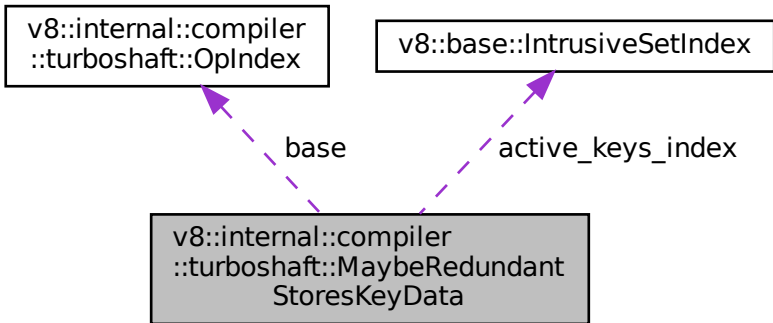 v8::internal::compiler
::turboshaft::OpIndex
v8::base::IntrusiveSetIndex
base
active_keys_index
v8::internal::compiler
::turboshaft::MaybeRedundant
StoresKeyData